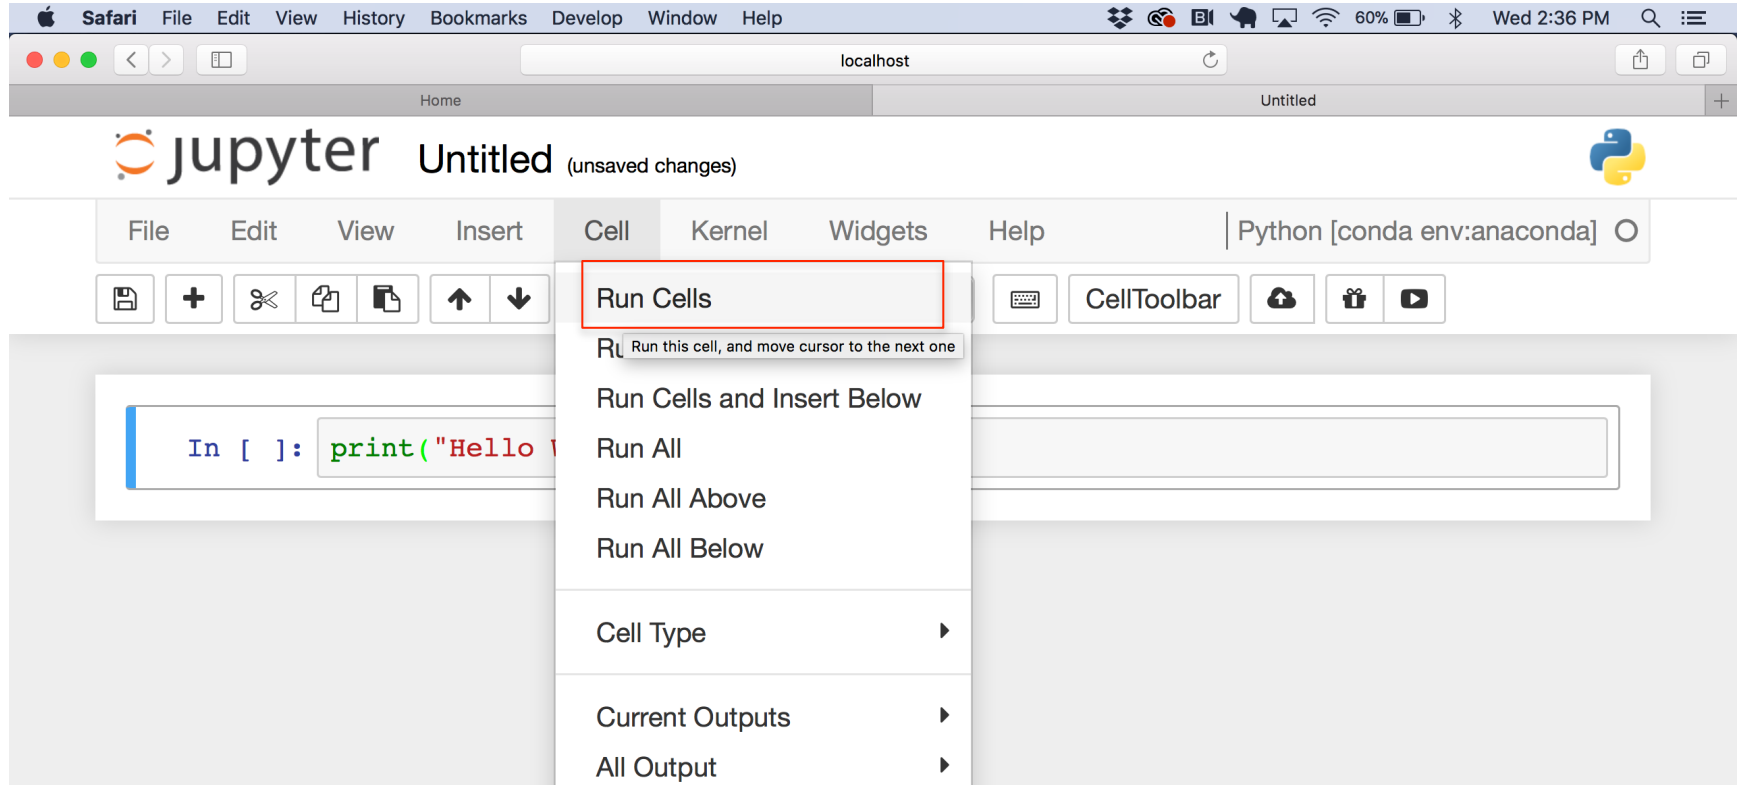 Safari File Edit View History Bookmarks Develop Window Help 60% Wed 2:36 PM
localhost
Home Untitled
jupyter Untitled (unsaved changes)
File Edit View Insert Cell Kernel Widgets Help Python [conda env:anaconda]
Run Cells CellToolbar
Run this cell, and move cursor to the next one
Run Cells and Insert Below
In [ ]: print("Hello
Run All
Run All Above
Run All Below
Cell Type
Current Outputs
All Output